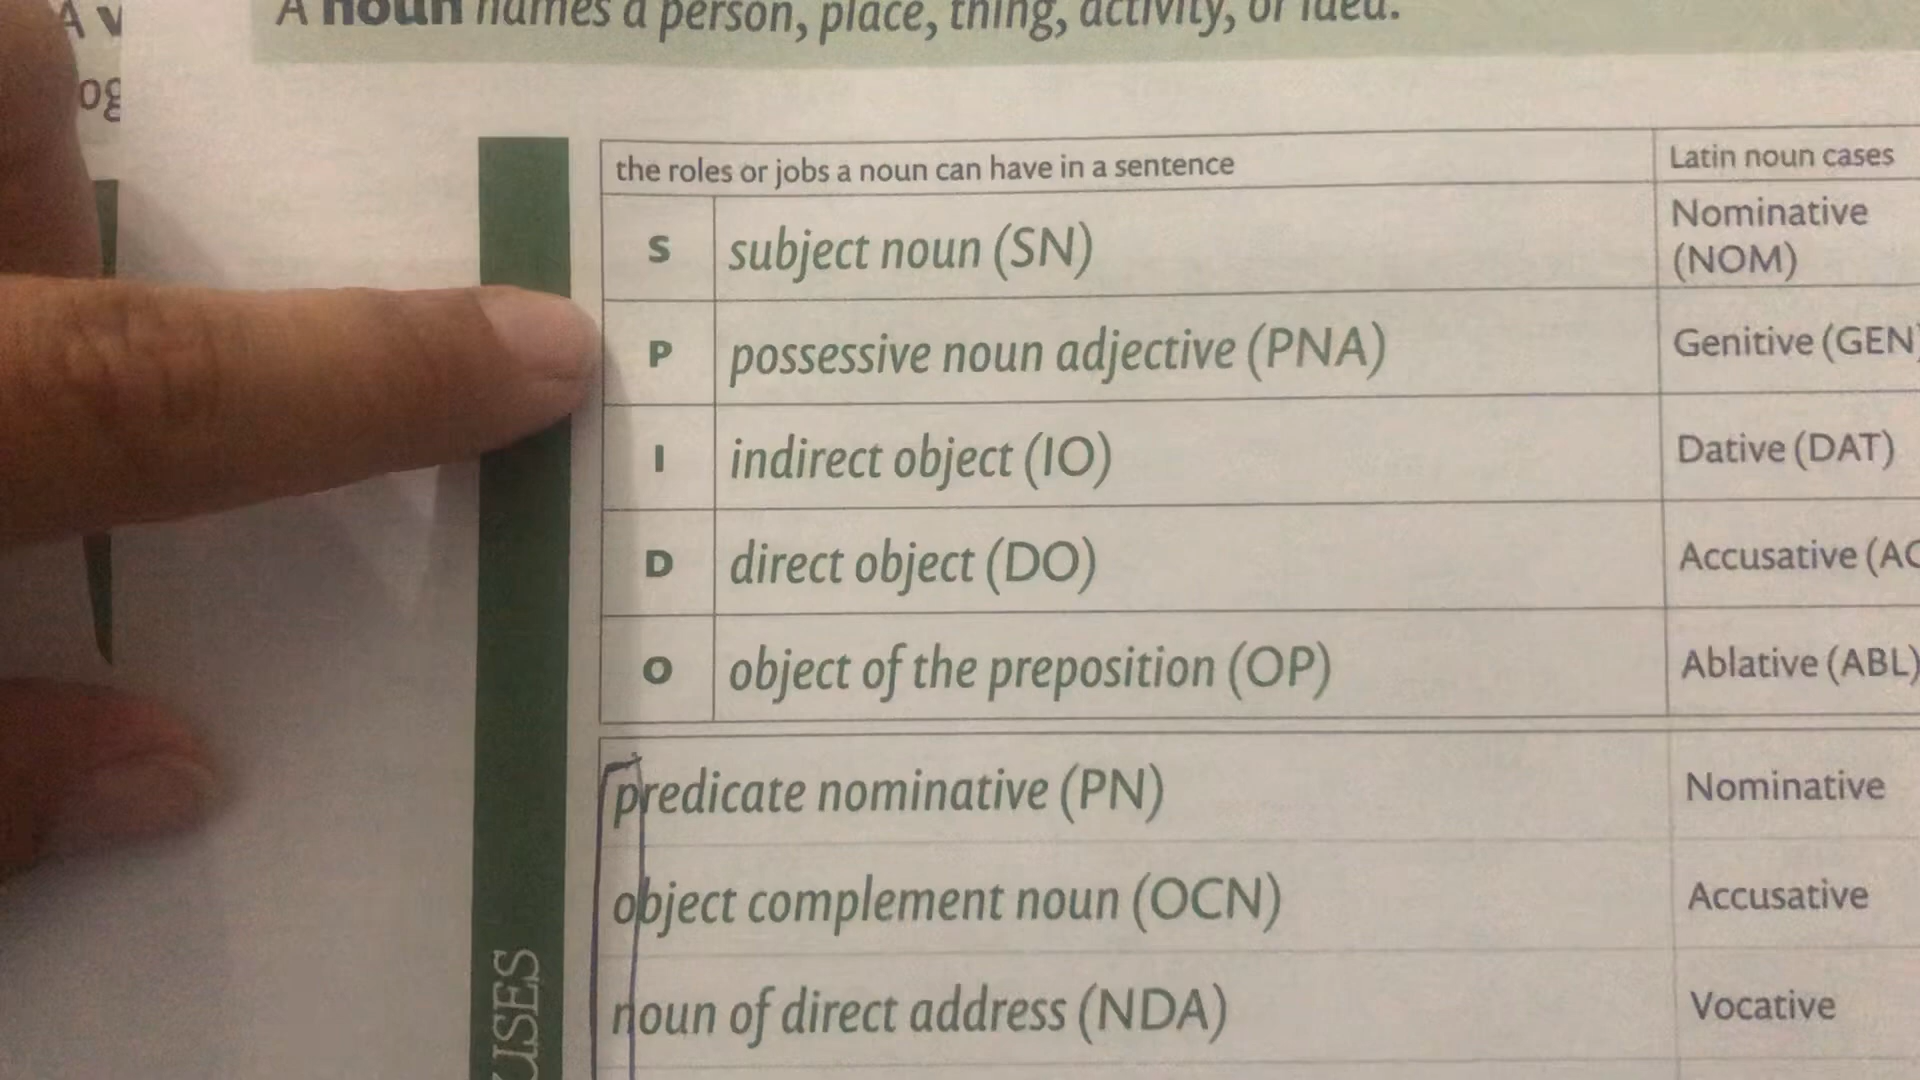 A v
A noun names a person, place, thing, activity, or idea.
og
the roles or jobs a noun can have in a sentence Latin noun cases
S subject noun (SN) Nominative (NOM)
P possessive noun adjective (PNA) Genitive (GEN)
I indirect object (IO) Dative (DAT)
D direct object (DO) Accusative (AC
O object of the preposition (OP) Ablative (ABL)
predicate nominative (PN) Nominative
object complement noun (OCN) Accusative
noun of direct address (NDA) Vocative
USES